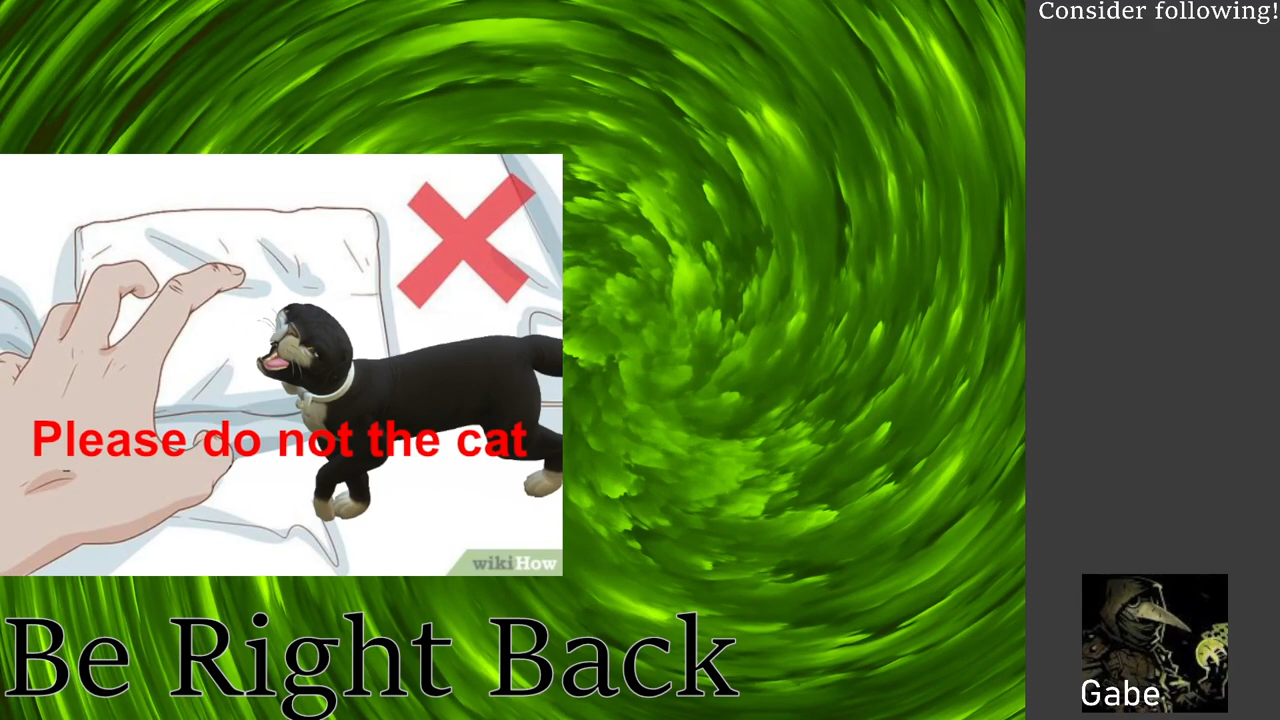 Consider following!
Please do not the cat
wikiHow
Be Right Back
Gabe